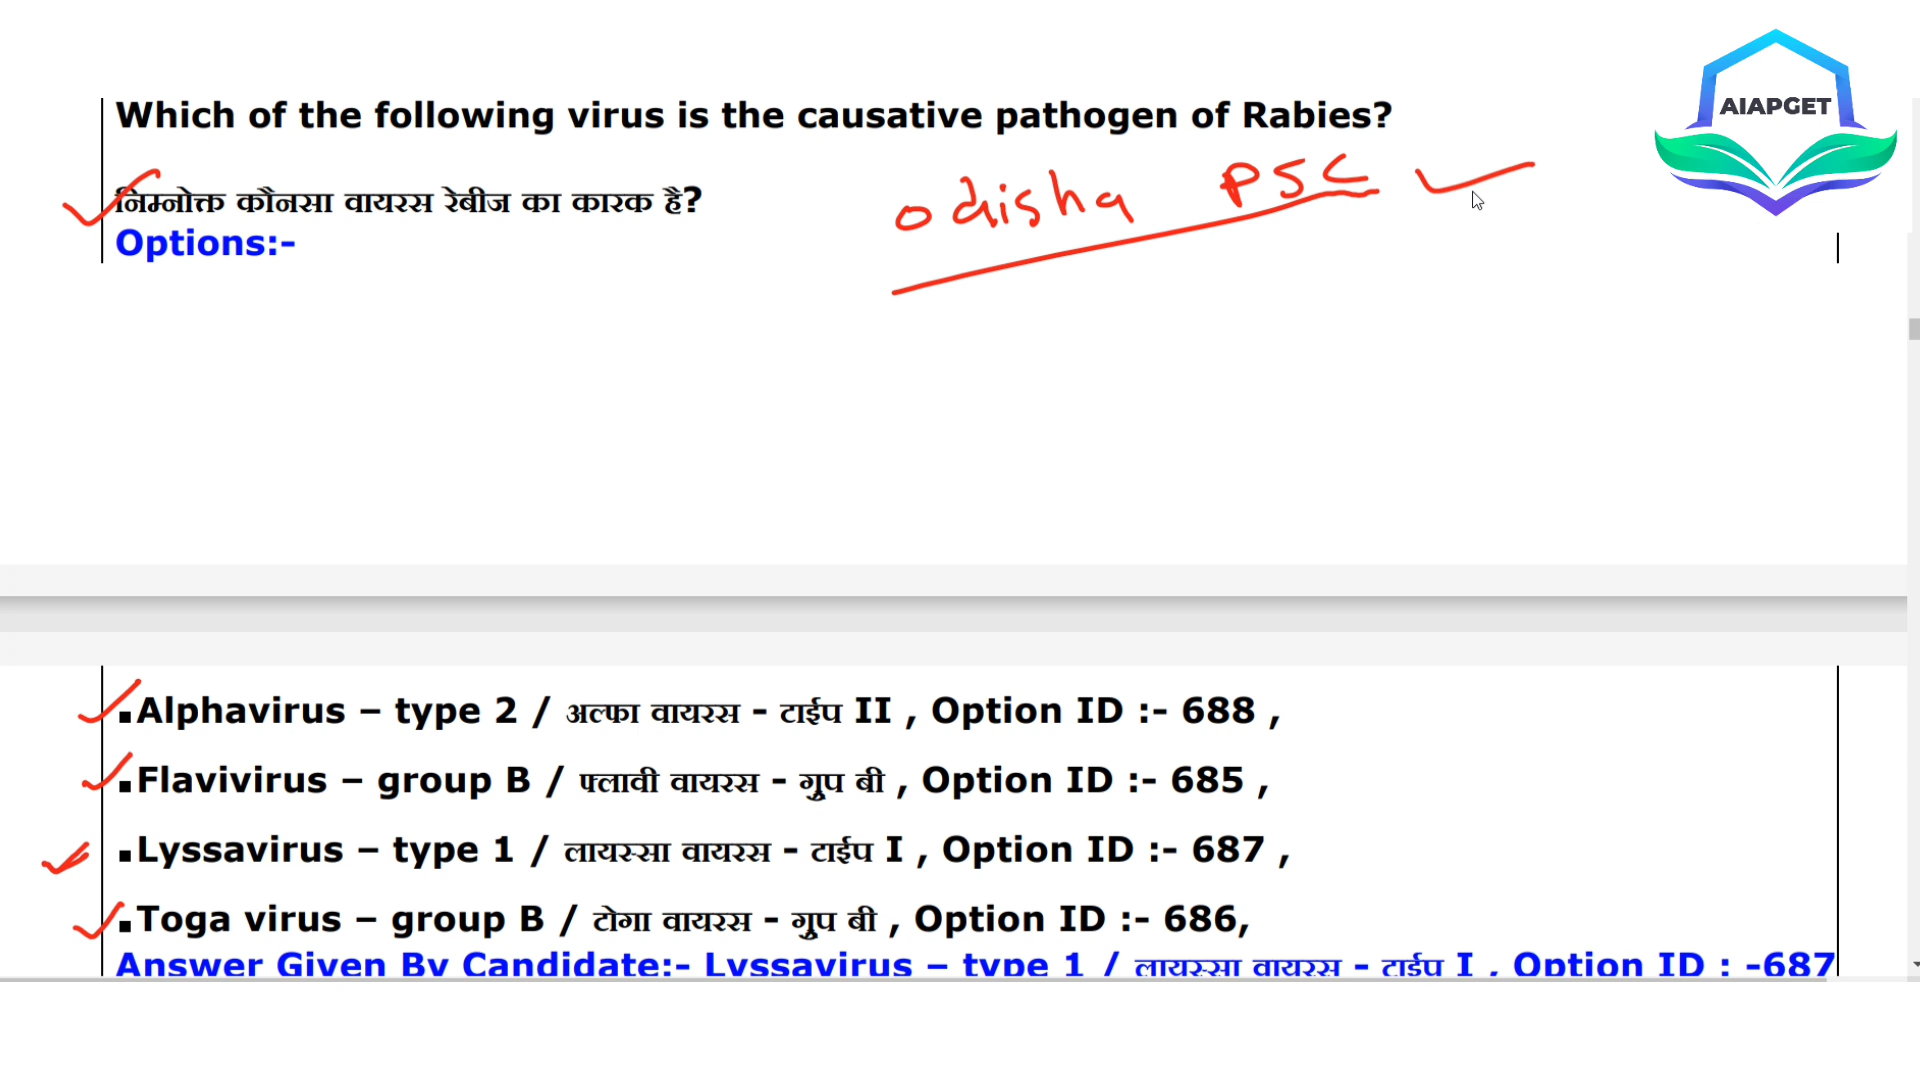 AIAPGET
Which of the following virus is the causative pathogen of Rabies?
odisha PSC
निम्नोक्त कौनसा वायरस रेबीज का कारक है?
Options:-
Alphavirus – type 2 / अल्फा वायरस - टाईप II , Option ID :- 688 ,
Flavivirus – group B / फ्लावी वायरस - गु्रप बी , Option ID :- 685 ,
Lyssavirus – type 1 / लायस्सा वायरस - टाईप I , Option ID :- 687 ,
Toga virus – group B / टोगा वायरस - गु्रप बी , Option ID :- 686,
Answer Given By Candidate:- Lyssavirus – type 1 / लायस्सा वायरस - टाईप I , Option ID : -687